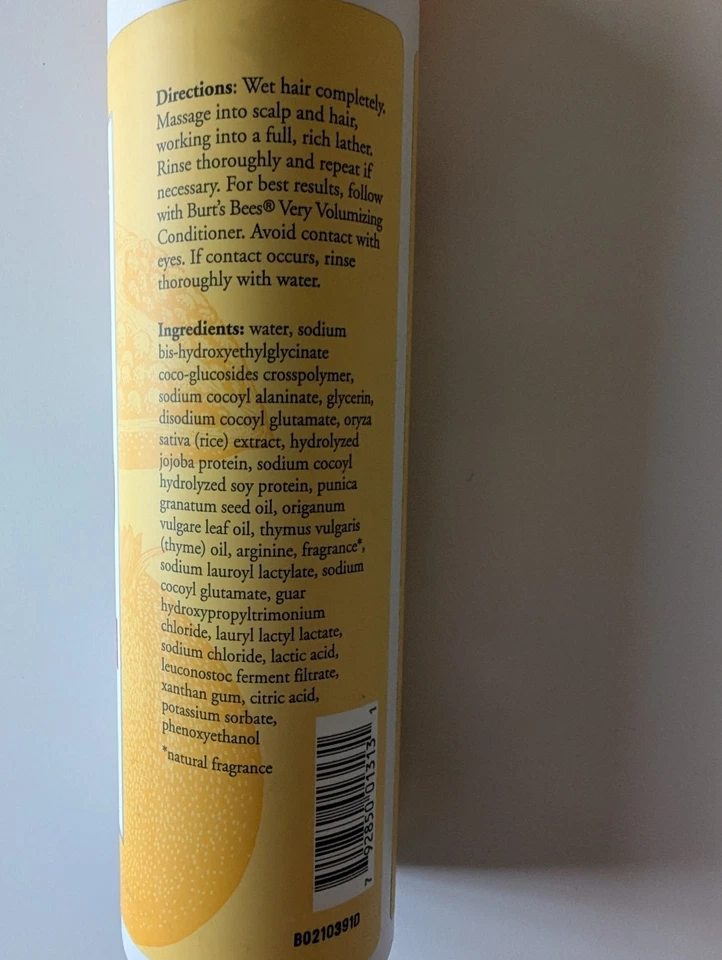 Directions: Wet hair completely.
Massage into scalp and hair,
working into a full, rich lather.
Rinse thoroughly and repeat if
necessary. For best results, follow
with Burt's Bees® Very Volumizing
Conditioner. Avoid contact with
eyes. If contact occurs, rinse
thoroughly with water.
Ingredients: water, sodium
bis-hydroxyethylglycinate
coco-glucosides crosspolymer,
sodium cocoyl alaninate, glycerin,
disodium cocoyl glutamate, oryza
sativa (rice) extract, hydrolyzed
jojoba protein, sodium cocoyl
hydrolyzed soy protein, punica
granatum seed oil, origanum
vulgare leaf oil, thymus vulgaris
(thyme) oil, arginine, fragrance*,
sodium lauroyl lactylate, sodium
cocoyl glutamate, guar
hydroxypropyltrimonium
chloride, lauryl lactyl lactate,
sodium chloride, lactic acid,
leuconostoc ferment filtrate,
xanthan gum, citric acid,
potassium sorbate,
phenoxyethanol
*natural fragrance
7 92850 01313 1
B02103910